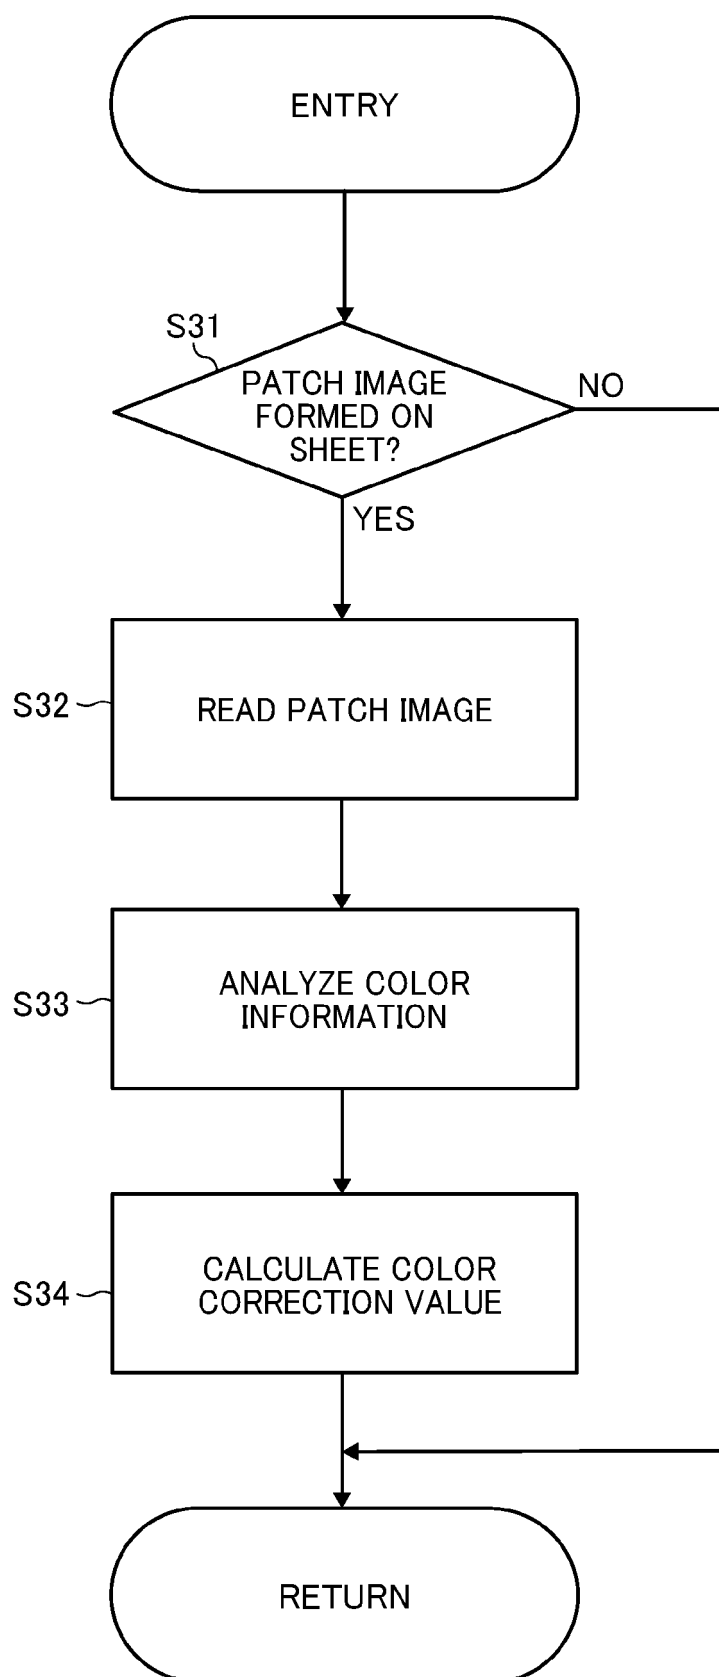 ENTRY
S31
PATCH IMAGE
FORMED ON
SHEET?
NO
YES
S32
READ PATCH IMAGE
S33
ANALYZE COLOR
INFORMATION
S34
CALCULATE COLOR
CORRECTION VALUE
RETURN